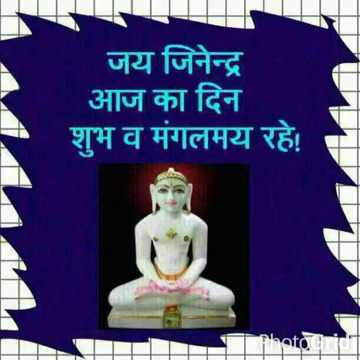 जय जिनेन्द्र
आज का दिन
शुभ व मंगलमय रहे!
PhotoGrid